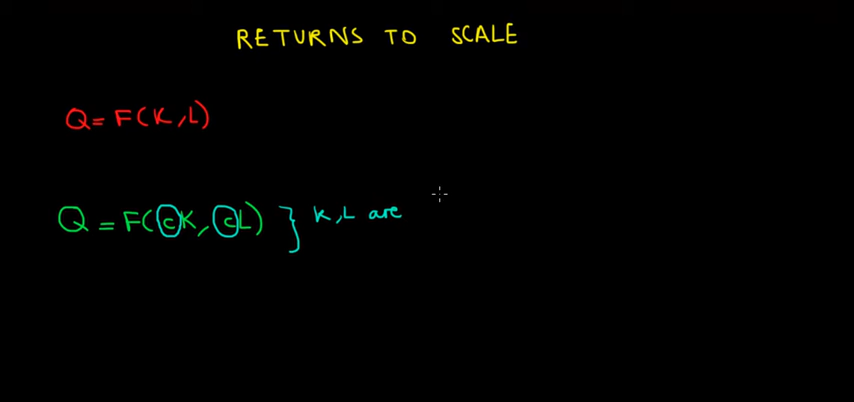 RETURNS TO SCALE
Q = F(K,L)
Q = F(cK, cL) } K,L are